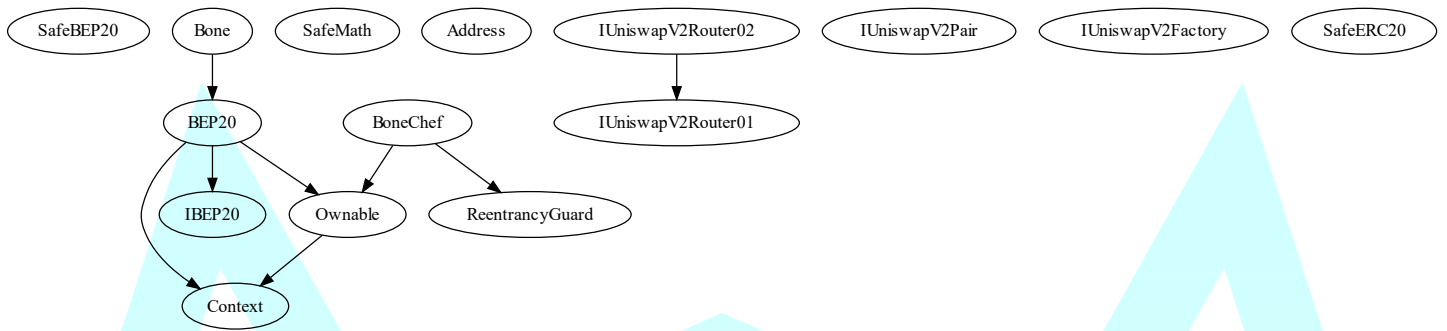 SafeBEP20
Bone
SafeMath
Address
IUniswapV2Router02
IUniswapV2Pair
IUniswapV2Factory
SafeERC20
BEP20
BoneChef
IUniswapV2Router01
IBEP20
Ownable
ReentrancyGuard
Context